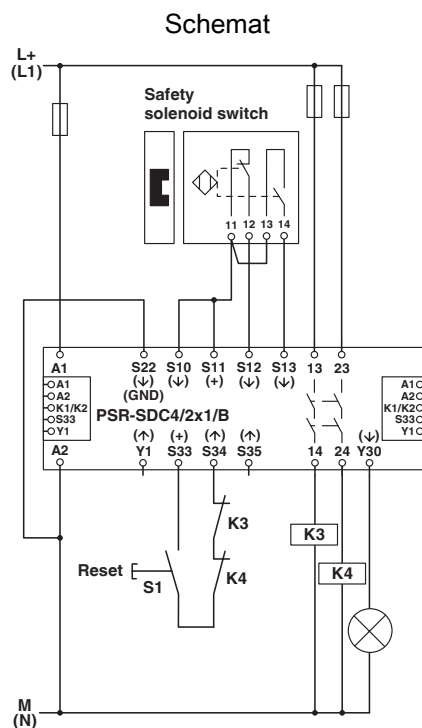 Schemat
L+
(L1)
Safety
solenoid switch
11 12 13 14
A1 S22 S10 S11 S12 S13 13 23
(↓) (↓) (+) (↓) (↓)
(GND)
A1
A2
K1/K2
S33
Y1
PSR-SDC4/2x1/B
A1
A2
K1/K2
S33
Y1
(↑) (+) (↑) (↑) (↓)
A2 Y1 S33 S34 S35 14 24 Y30
K3
K4
Reset
S1
K3
K4
M
(N)